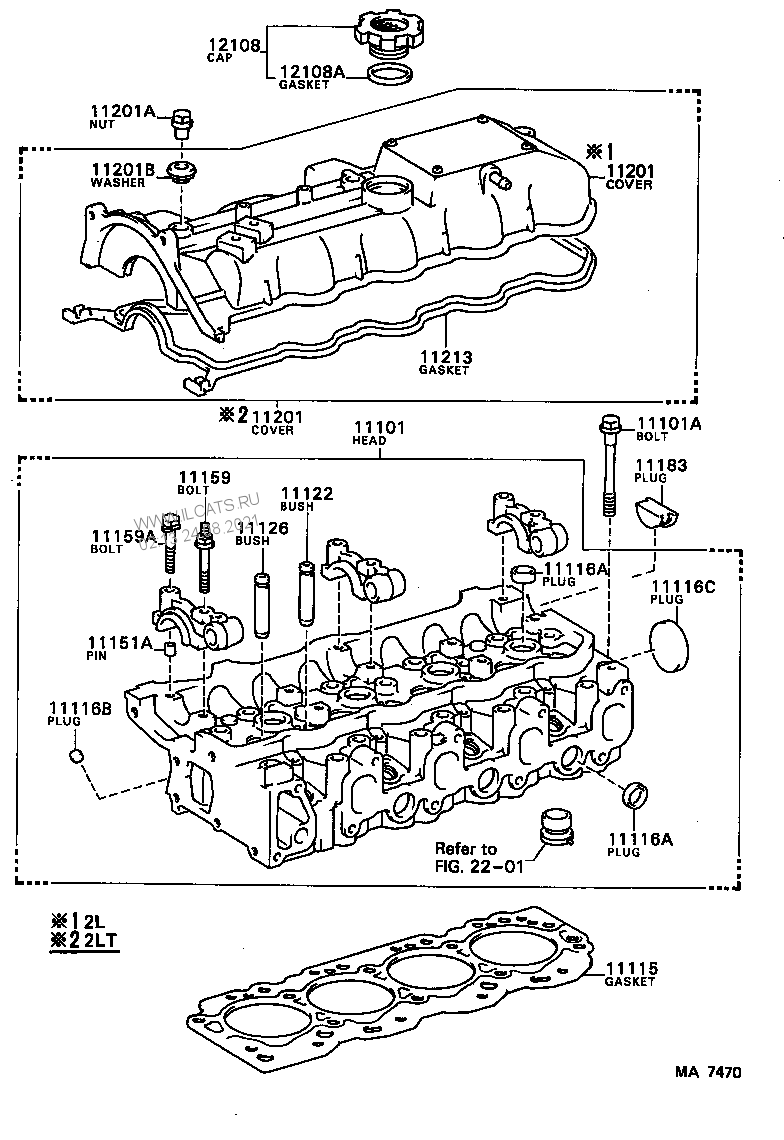 12108
CAP
12108A
GASKET
11201A
NUT
11201B
WASHER
※1
11201
COVER
11213
GASKET
※2 11201
COVER
11101
HEAD
11101A
BOLT
11183
PLUG
11159
BOLT
11122
BUSH
WWW.ILCATS.RU
11159A
BOLT
11126
BUSH
11116A
PLUG
11116C
PLUG
11151A
PIN
11116B
PLUG
11116A
PLUG
Refer to
FIG. 22-01
※1 2L
※2 2LT
11115
GASKET
MA 7470